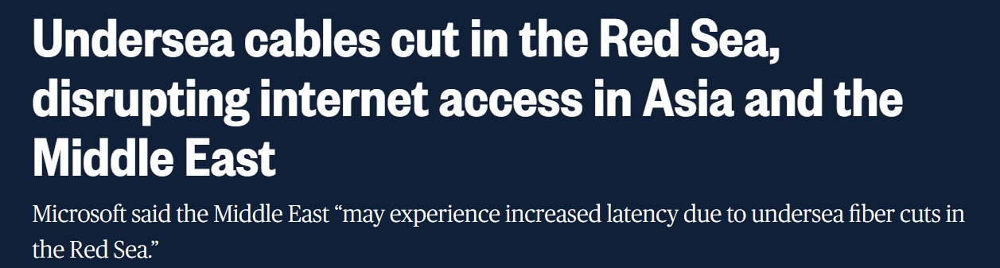 Undersea cables cut in the Red Sea,
disrupting internet access in Asia and the
Middle East
Microsoft said the Middle East “may experience increased latency due to undersea fiber cuts in
the Red Sea.”